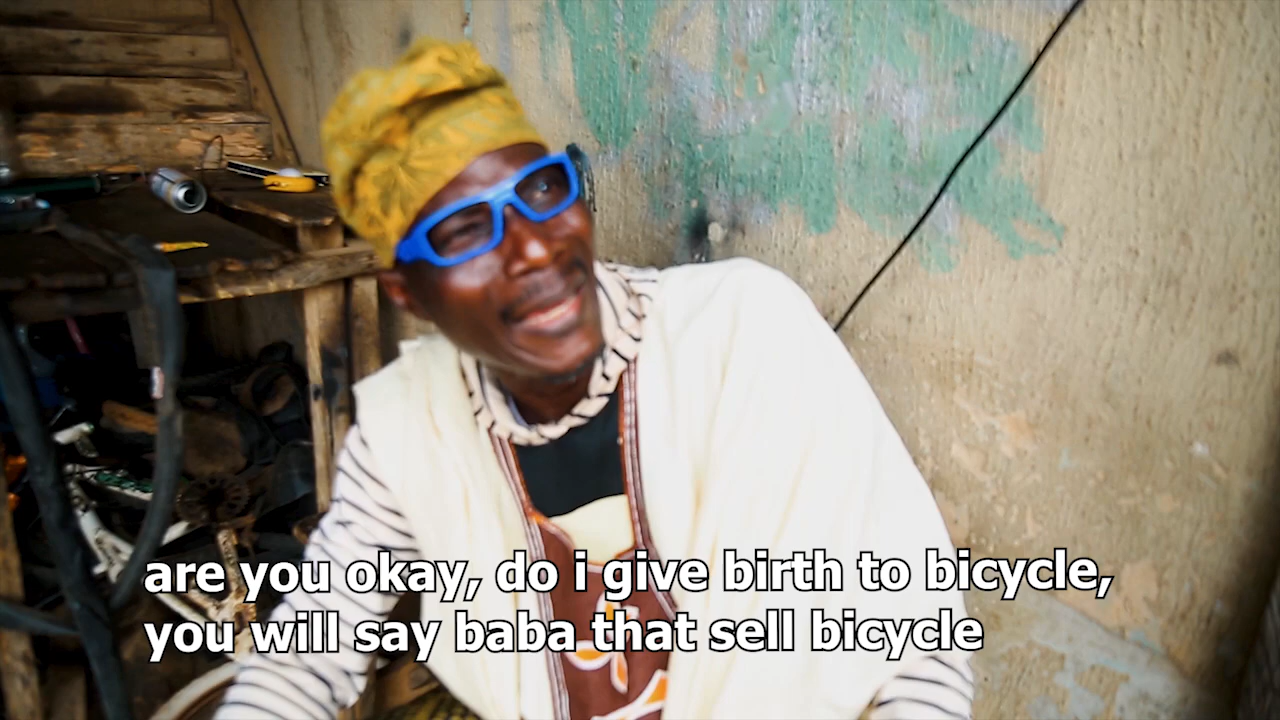 are you okay, do i give birth to bicycle,
you will say baba that sell bicycle